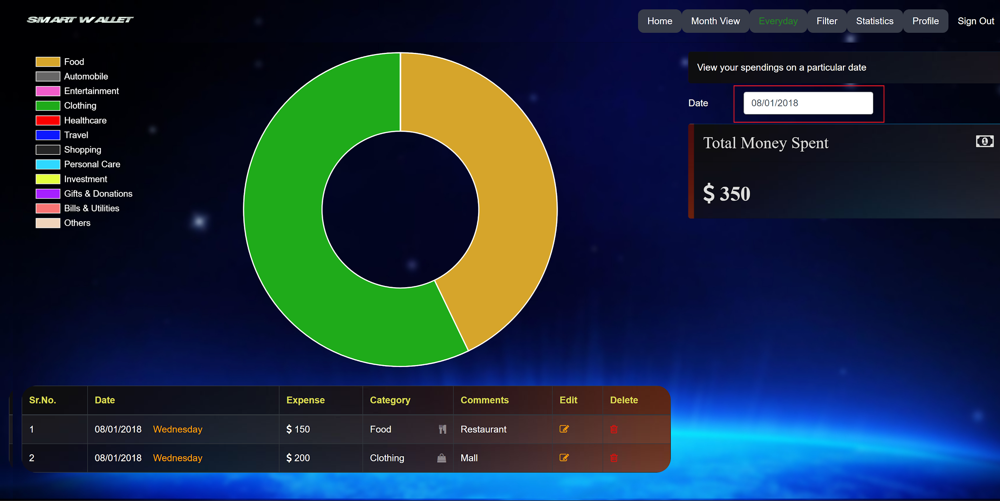 SMART WALLET
Home Month View Everyday Filter Statistics Profile Sign Out
Food
Automobile
Entertainment
Clothing
Healthcare
Travel
Shopping
Personal Care
Investment
Gifts & Donations
Bills & Utilities
Others
View your spendings on a particular date
Date 08/01/2018
Total Money Spent
$ 350
Sr.No. Date Expense Category Comments Edit Delete
1 08/01/2018 Wednesday $ 150 Food Restaurant
2 08/01/2018 Wednesday $ 200 Clothing Mall